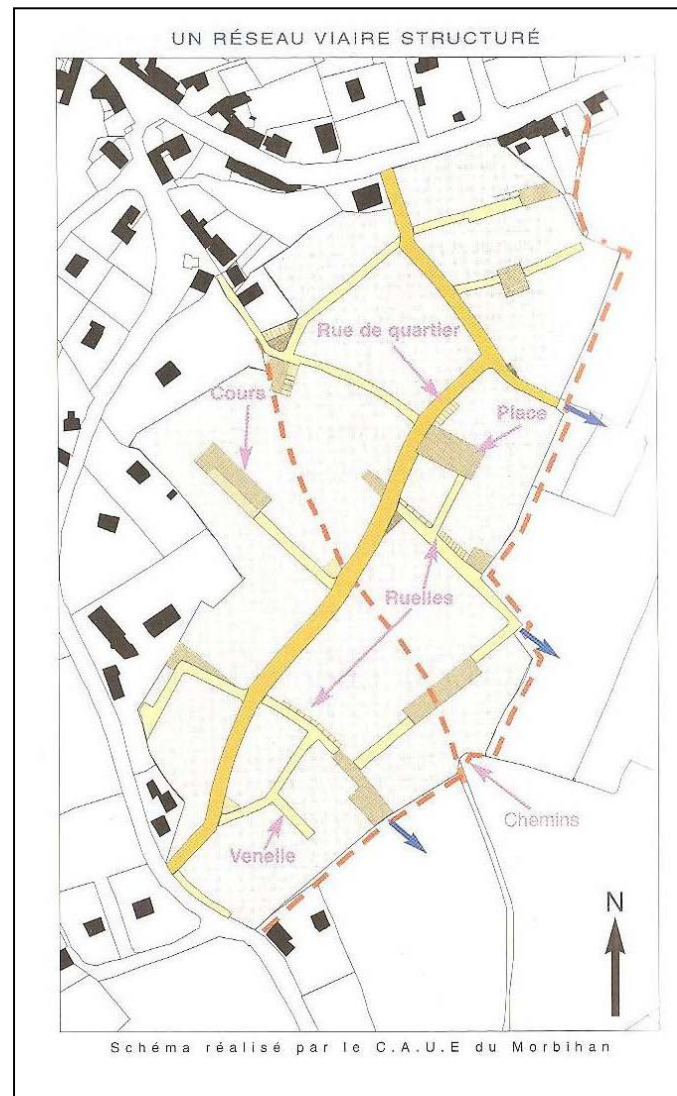 UN RÉSEAU VIAIRE STRUCTURÉ
Rue de quartier
Cours
Place
Ruelles
Chemins
Venelle
N
Schéma réalisé par le C.A.U.E du Morbihan